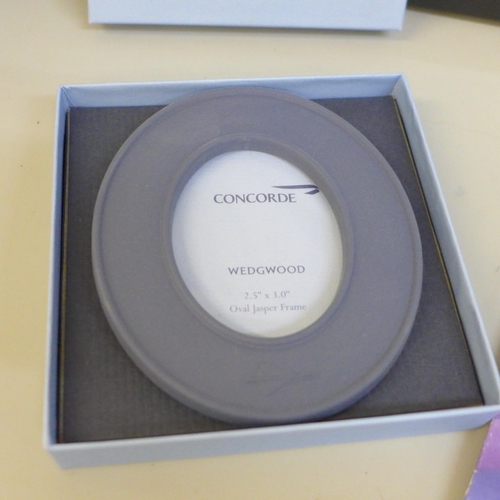 CONCORDE
WEDGWOOD
2.5" x 3.0"
Oval Jasper Frame